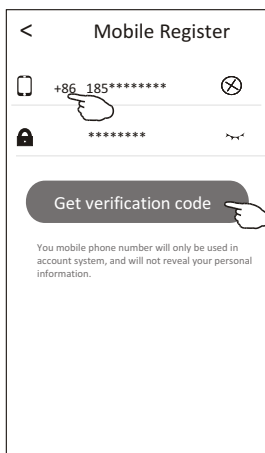 < Mobile Register
+86 185********
********
Get verification code
You mobile phone number will only be used in
account system, and will not reveal your personal
information.